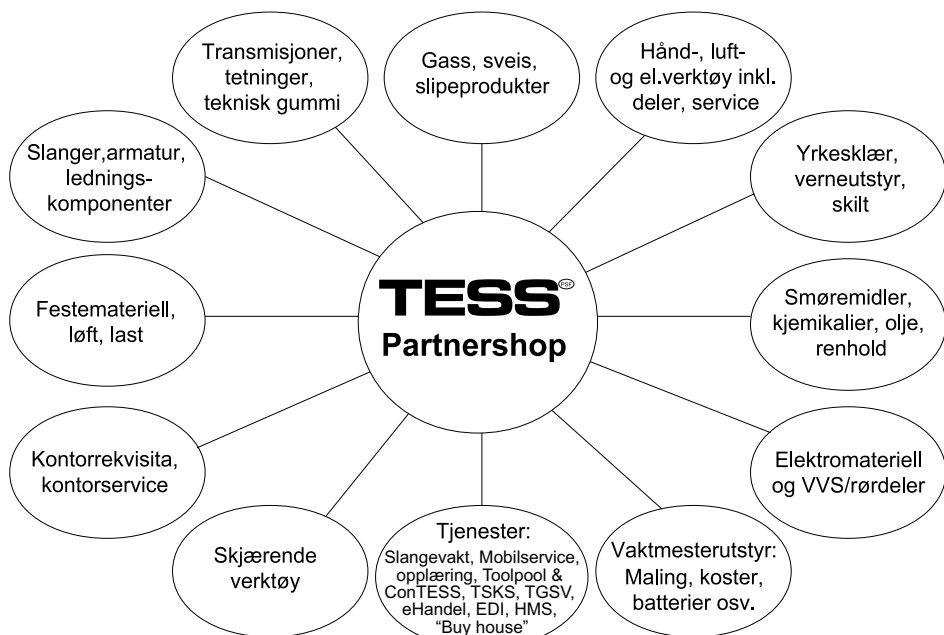 Transmisjoner,
tetninger,
teknisk gummi
Gass, sveis,
slipeprodukter
Hånd-, luft-
og el.verktøy inkl.
deler, service
Slanger,armatur,
lednings-
komponenter
Yrkesklær,
verneutstyr,
skilt
TESS PSF
Partnershop
Festemateriell,
løft, last
Smøremidler,
kjemikalier, olje,
renhold
Kontorrekvisita,
kontorservice
Elektromateriell
og VVS/rørdeler
Skjærende
verktøy
Tjenester:
Slangevakt, Mobilservice,
opplæring, Toolpool &
ConTESS, TSKS, TGSV,
eHandel, EDI, HMS,
“Buy house”
Vaktmesterutstyr:
Maling, koster,
batterier osv.